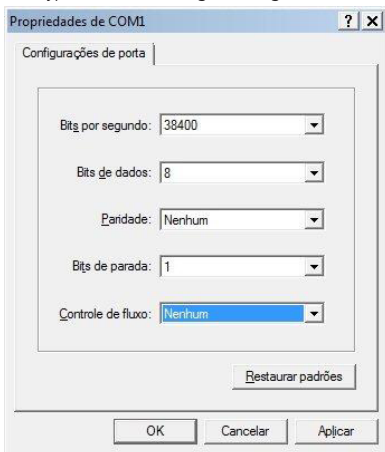 Propriedades de COM1 ? X
Configurações de porta
Bits por segundo: 38400
Bits de dados: 8
Paridade: Nenhum
Bits de parada: 1
Controle de fluxo: Nenhum
Restaurar padrões
OK Cancelar Aplicar